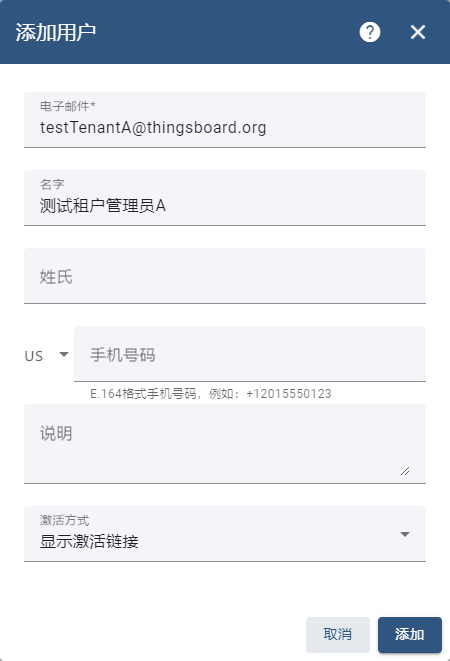 添加用户
电子邮件*
testTenantA@thingsboard.org
名字
测试租户管理员A
姓氏
US
手机号码
E.164格式手机号码，例如：+12015550123
说明
激活方式
显示激活链接
取消
添加